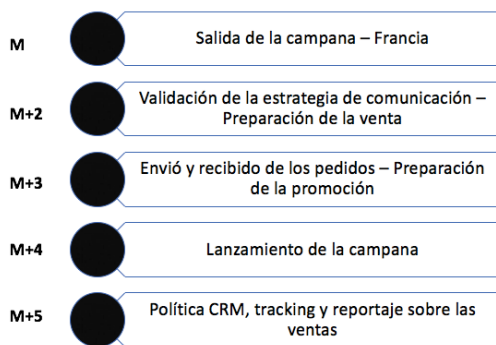 M
Salida de la campana – Francia
M+2
Validación de la estrategia de comunicación –
Preparación de la venta
M+3
Envió y recibido de los pedidos – Preparación
de la promoción
M+4
Lanzamiento de la campana
M+5
Política CRM, tracking y reportaje sobre las
ventas